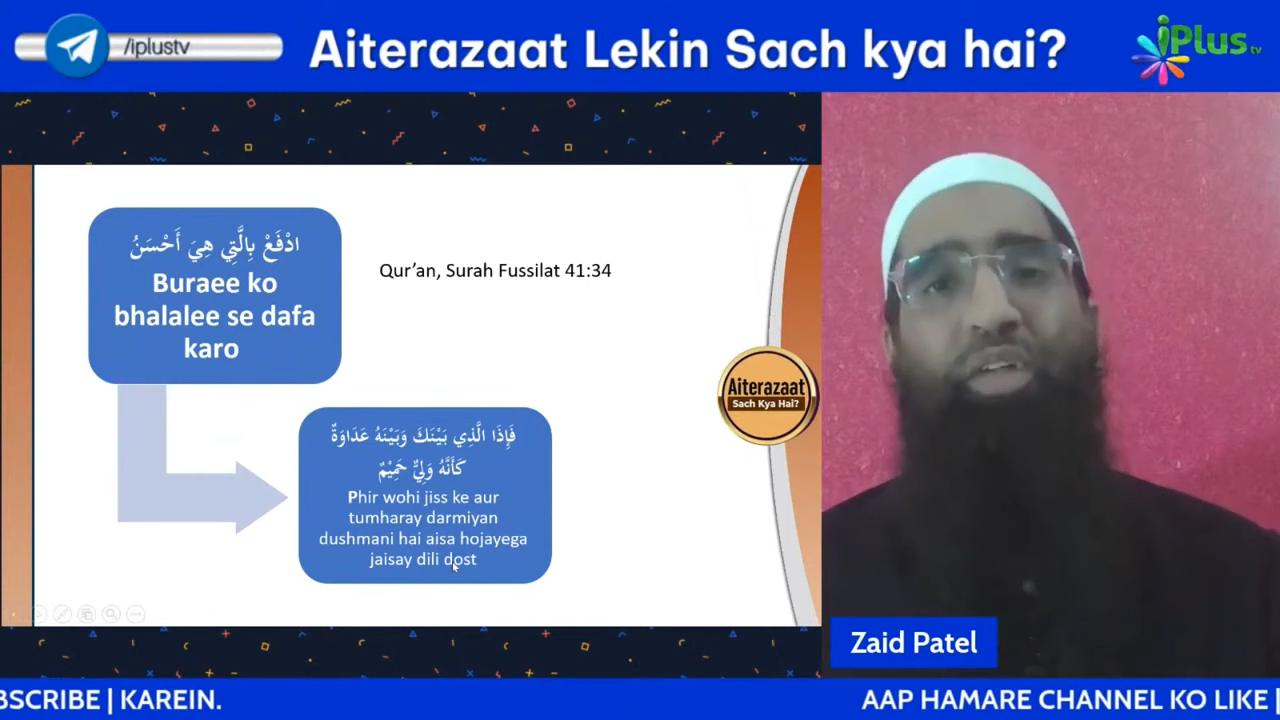 /iplustv
Aiterazaat Lekin Sach kya hai?
iPlus tv
ادْفَعْ بِالَّتِي هِيَ أَحْسَنُ
Buraee ko
bhalalee se dafa
karo
Qur’an, Surah Fussilat 41:34
فَإِذَا الَّذِي بَيْنَكَ وَبَيْنَهُ عَدَاوَةٌ
كَأَنَّهُ وَلِيٌّ حَمِيْمٌ
Phir wohi jiss ke aur
tumharay darmiyan
dushmani hai aisa hojayega
jaisay dili dost
Aiterazaat
Sach Kya Hai?
Zaid Patel
BSCRIBE | KAREIN.
AAP HAMARE CHANNEL KO LIKE |